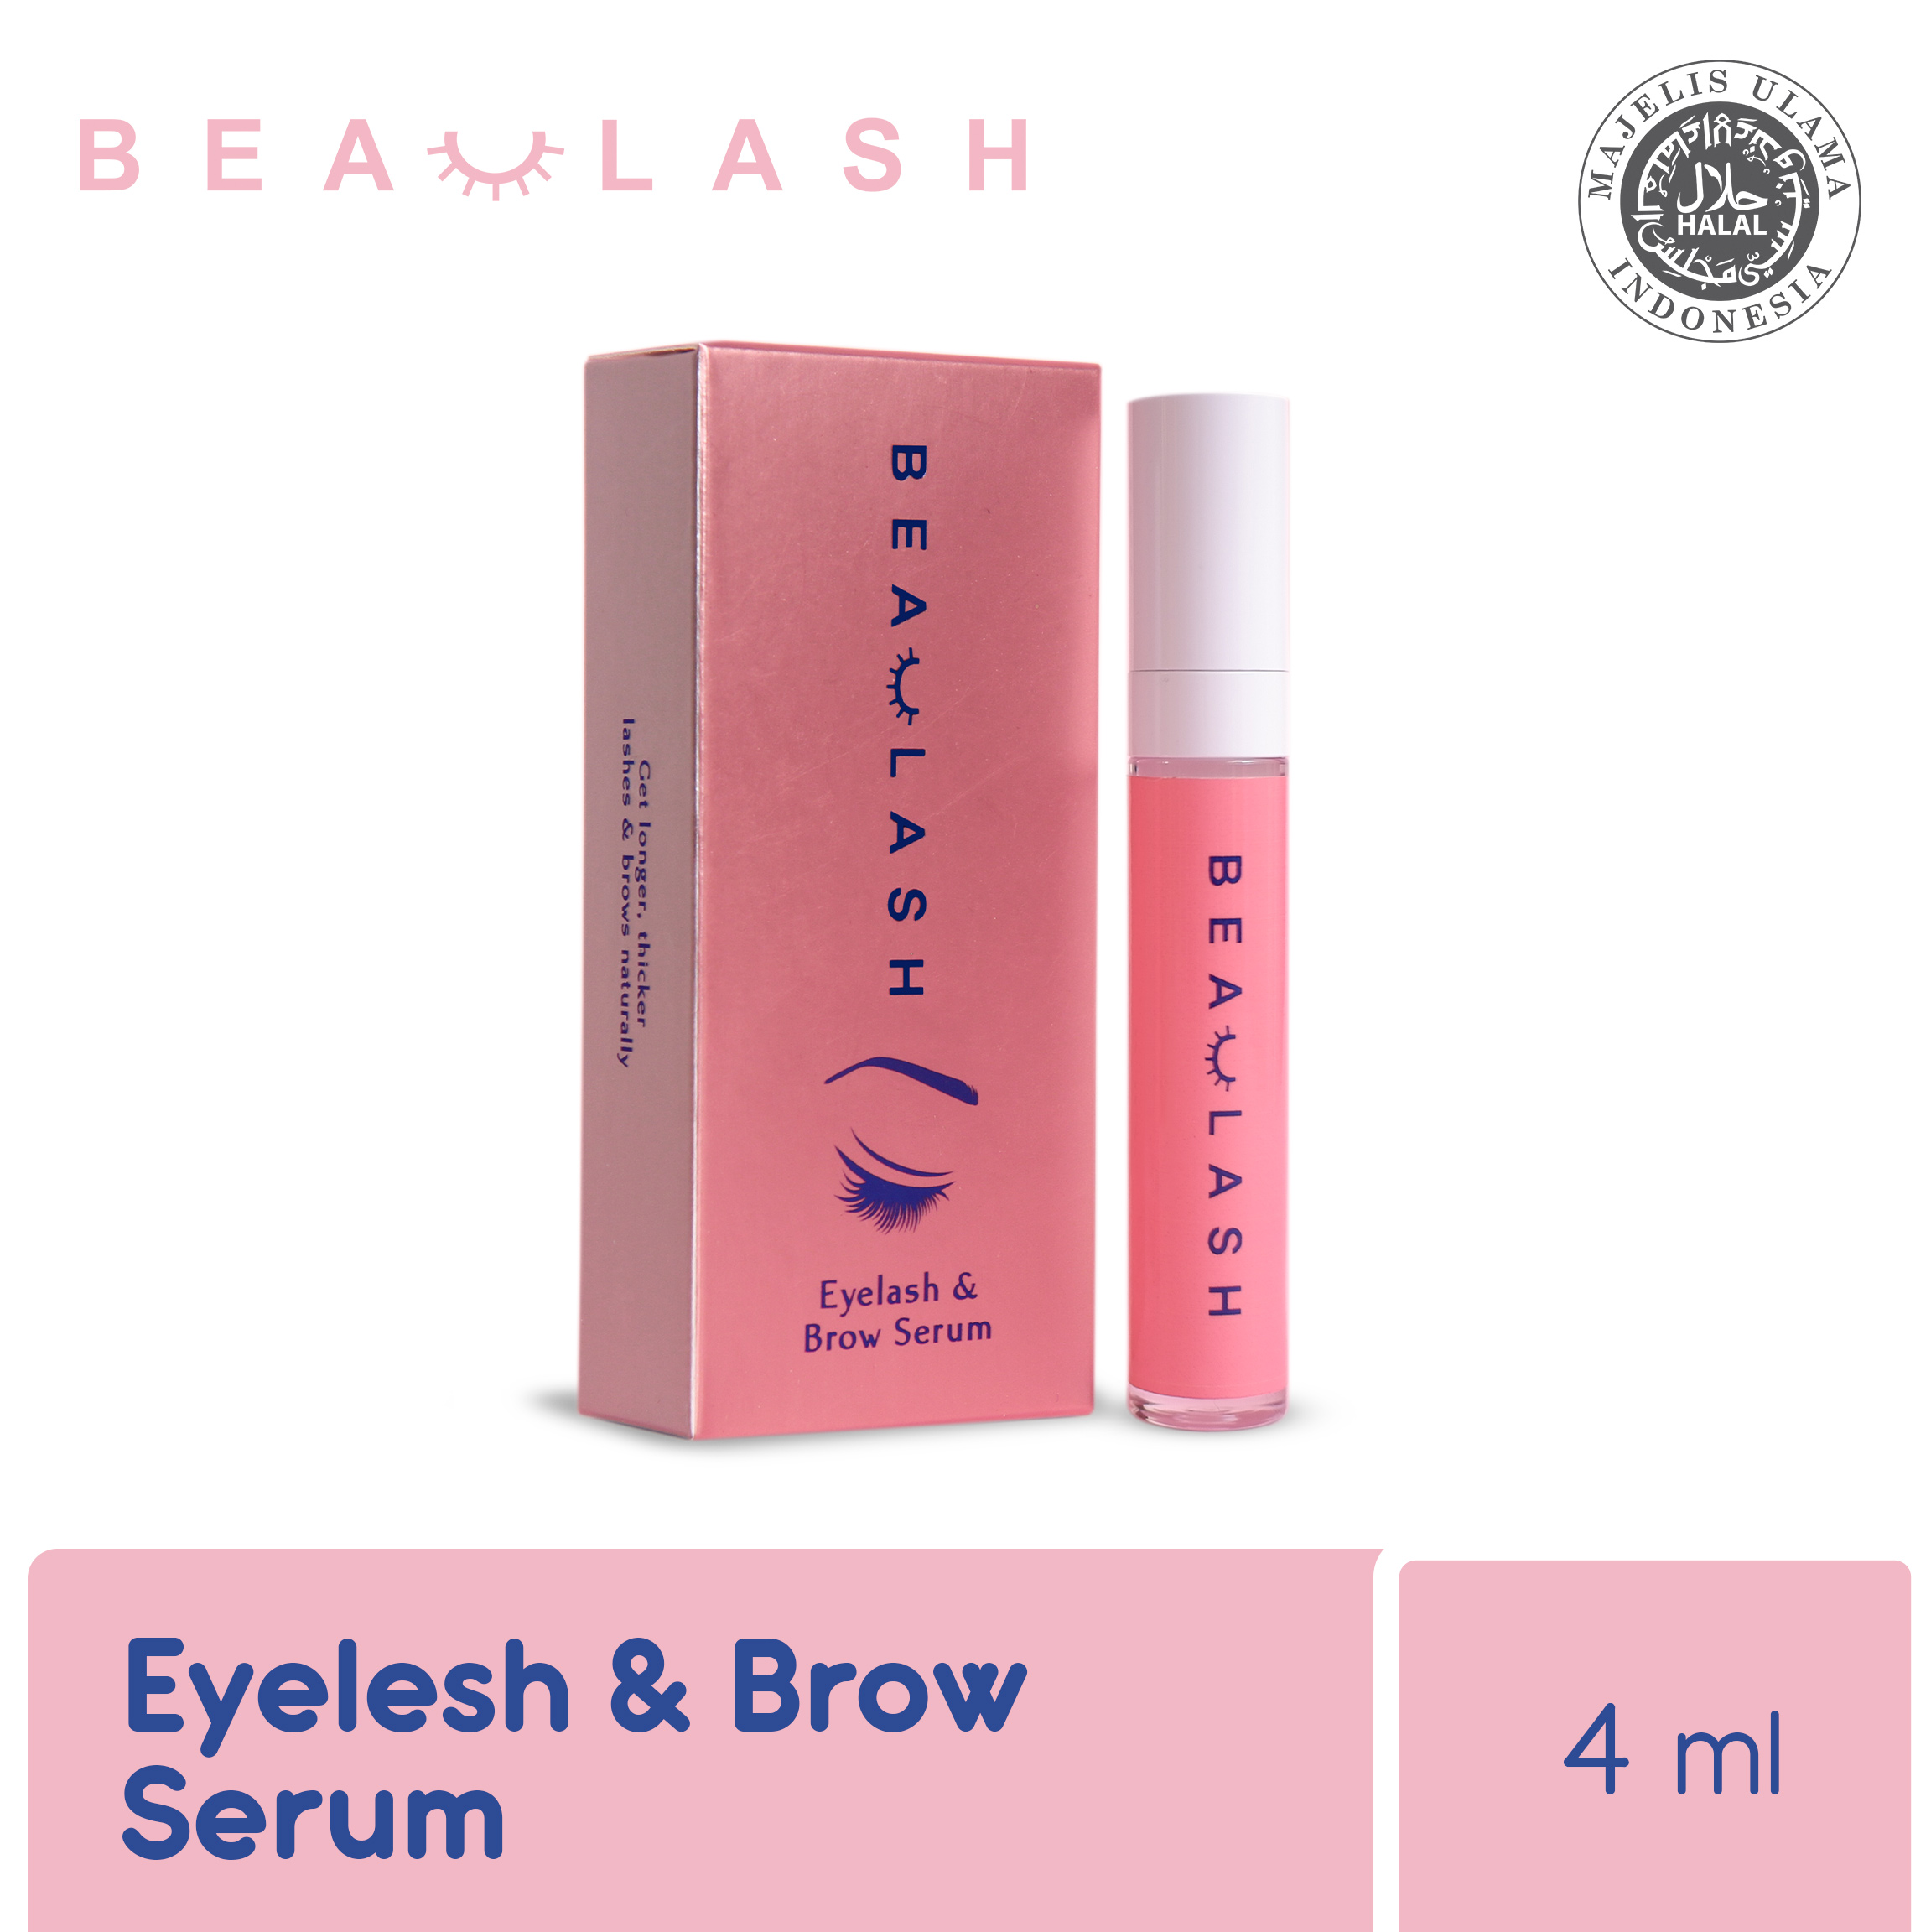 BEALASH
MAJELIS ULAMA
حلال
HALAL
INDONESIA
BEALASH
Get longer, thicker
lashes & brows naturally
Eyelash &
Brow Serum
BEALASH
Eyelesh & Brow
Serum
4 ml